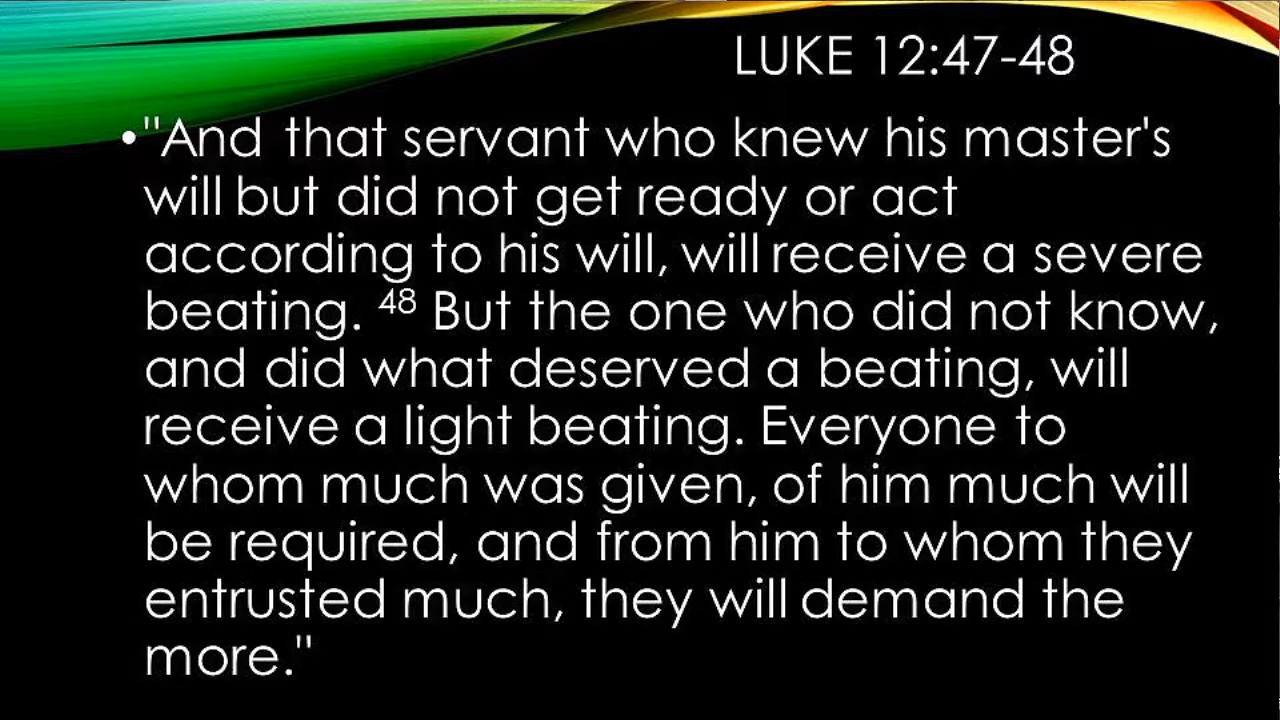 LUKE 12:47-48
•"And that servant who knew his master's
will but did not get ready or act
according to his will, will receive a severe
beating. 48 But the one who did not know,
and did what deserved a beating, will
receive a light beating. Everyone to
whom much was given, of him much will
be required, and from him to whom they
entrusted much, they will demand the
more."